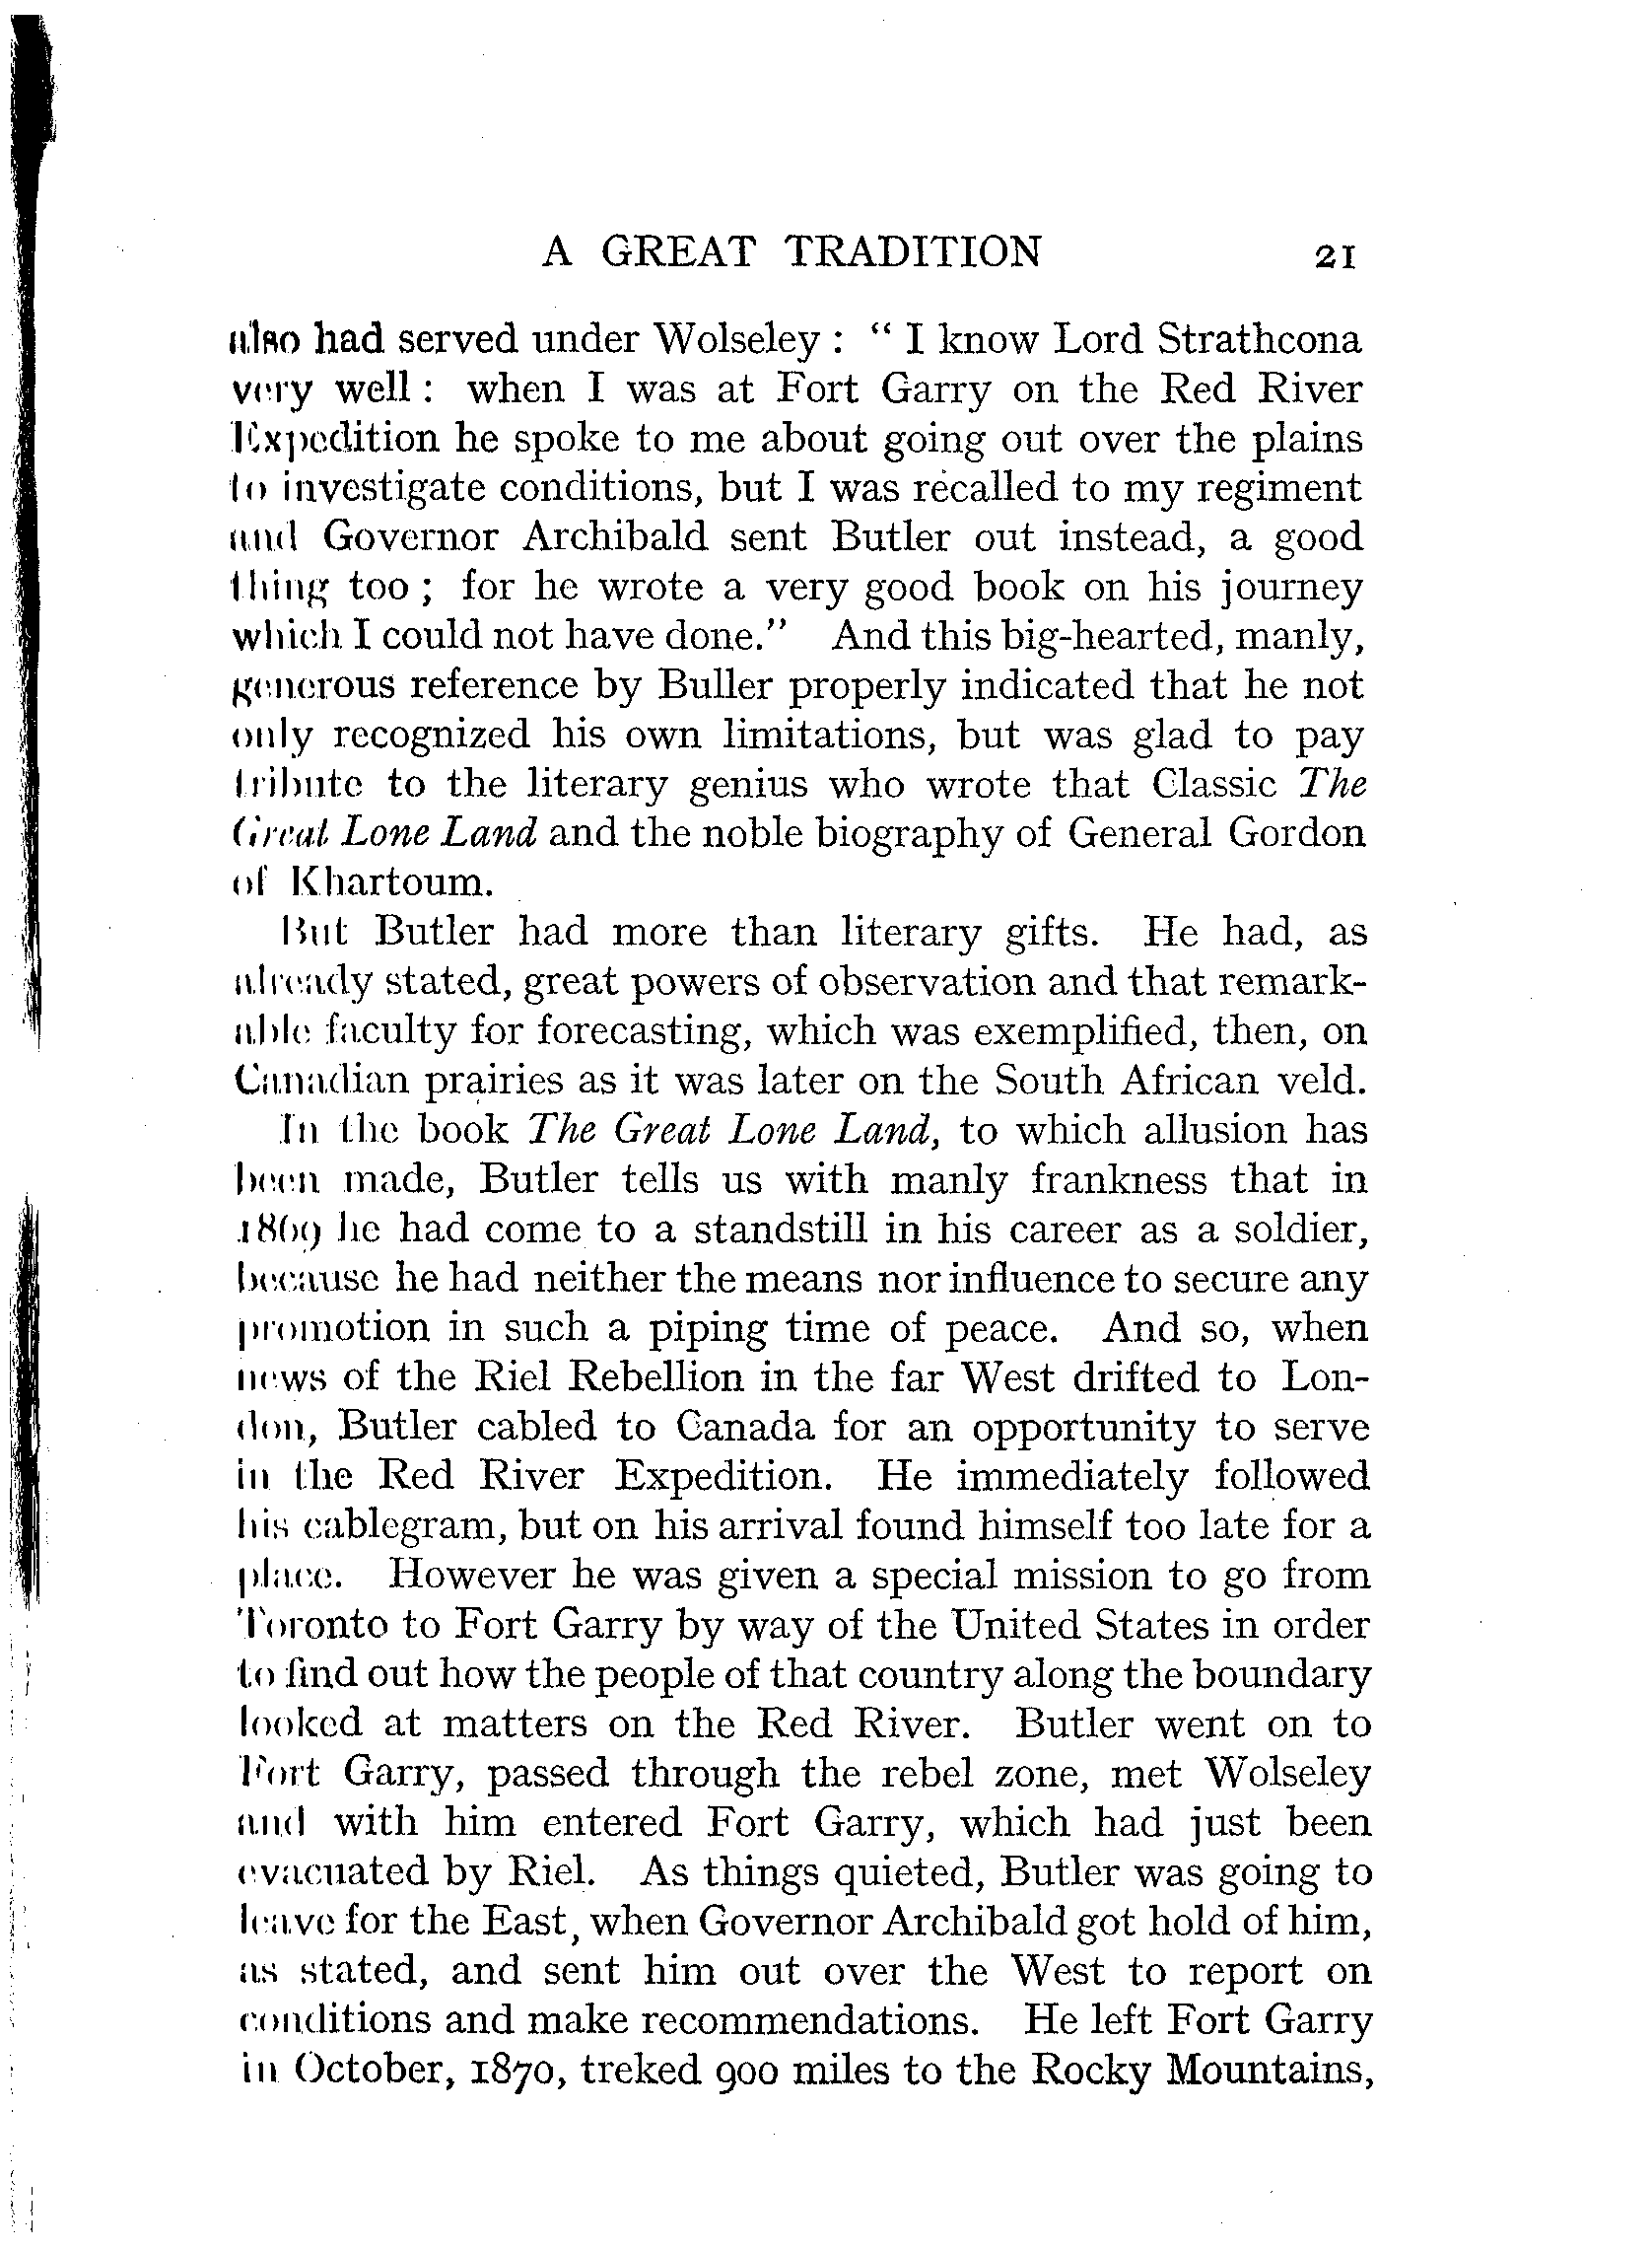 A GREAT TRADITION 21
also had served under Wolseley : “ I know Lord Strathcona
very well : when I was at Fort Garry on the Red River
Expedition he spoke to me about going out over the plains
to investigate conditions, but I was recalled to my regiment
and Governor Archibald sent Butler out instead, a good
thing too ; for he wrote a very good book on his journey
which I could not have done.” And this big-hearted, manly,
generous reference by Buller properly indicated that he not
only recognized his own limitations, but was glad to pay
tribute to the literary genius who wrote that Classic The
Great Lone Land and the noble biography of General Gordon
of Khartoum.
But Butler had more than literary gifts. He had, as
already stated, great powers of observation and that remark-
able faculty for forecasting, which was exemplified, then, on
Canadian prairies as it was later on the South African veld.
In the book The Great Lone Land, to which allusion has
been made, Butler tells us with manly frankness that in
1869 he had come to a standstill in his career as a soldier,
because he had neither the means nor influence to secure any
promotion in such a piping time of peace. And so, when
news of the Riel Rebellion in the far West drifted to Lon-
don, Butler cabled to Canada for an opportunity to serve
in the Red River Expedition. He immediately followed
his cablegram, but on his arrival found himself too late for a
place. However he was given a special mission to go from
Toronto to Fort Garry by way of the United States in order
to find out how the people of that country along the boundary
looked at matters on the Red River. Butler went on to
Fort Garry, passed through the rebel zone, met Wolseley
and with him entered Fort Garry, which had just been
evacuated by Riel. As things quieted, Butler was going to
leave for the East, when Governor Archibald got hold of him,
as stated, and sent him out over the West to report on
conditions and make recommendations. He left Fort Garry
in October, 1870, treked 900 miles to the Rocky Mountains,